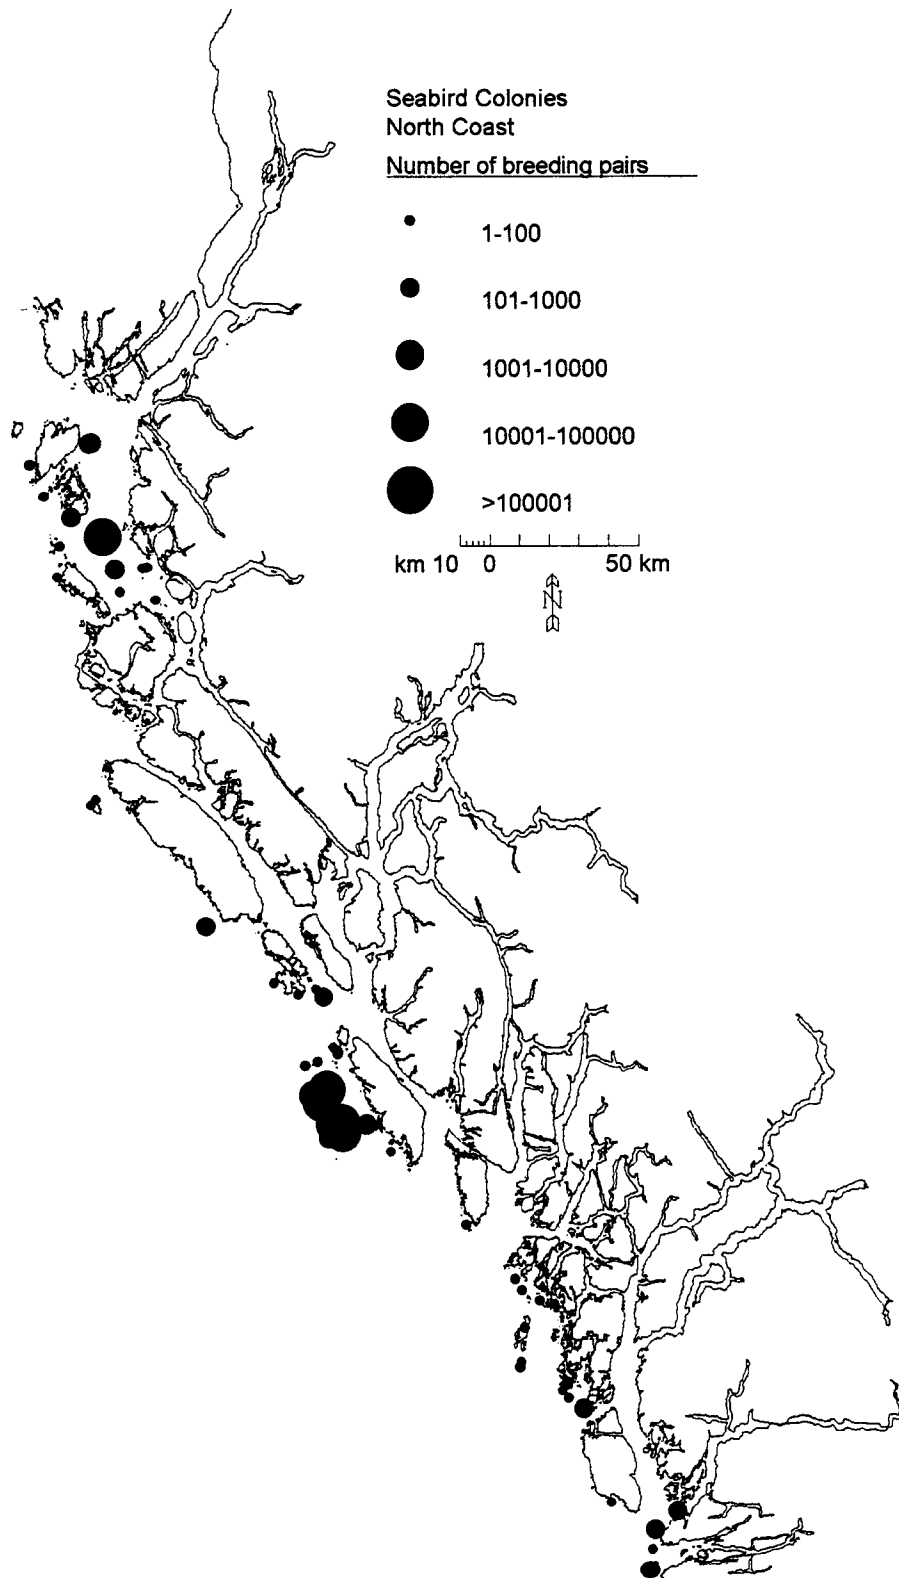 Seabird Colonies
North Coast
Number of breeding pairs
1-100
101-1000
1001-10000
10001-100000
>100001
km 10 0 50 km
N